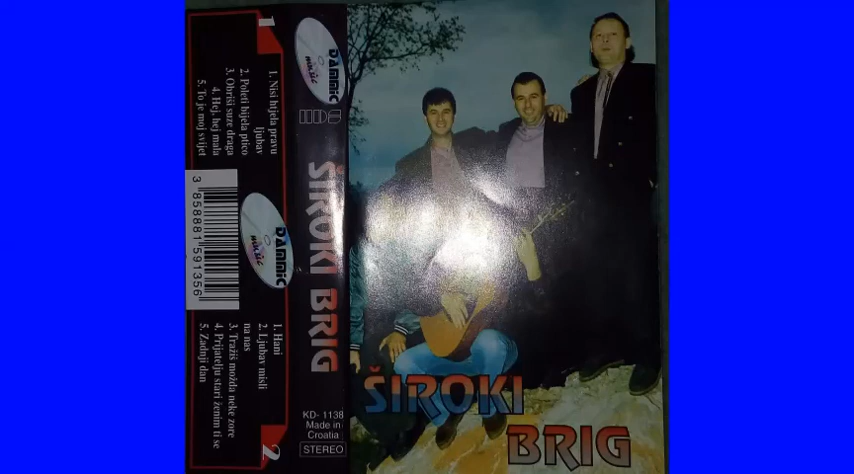 1
1. Nisi htjela pravu
ljubav
2. Poleti bijela ptico
3. Obriši suze draga
4. Hej, hej mala
5. To je moj svijet
3 858881 591356
DAMMIC
MUSIC
1. Hani
2. Ljubav misli
na nas
3. Tražiš možda neke zore
4. Prijatelju stari ženim ti se
5. Zadnji dan
2
DAMMIC
MUSIC
ŠIROKI BRIG
KD- 1138
Made in
Croatia
STEREO
ŠIROKI
BRIG